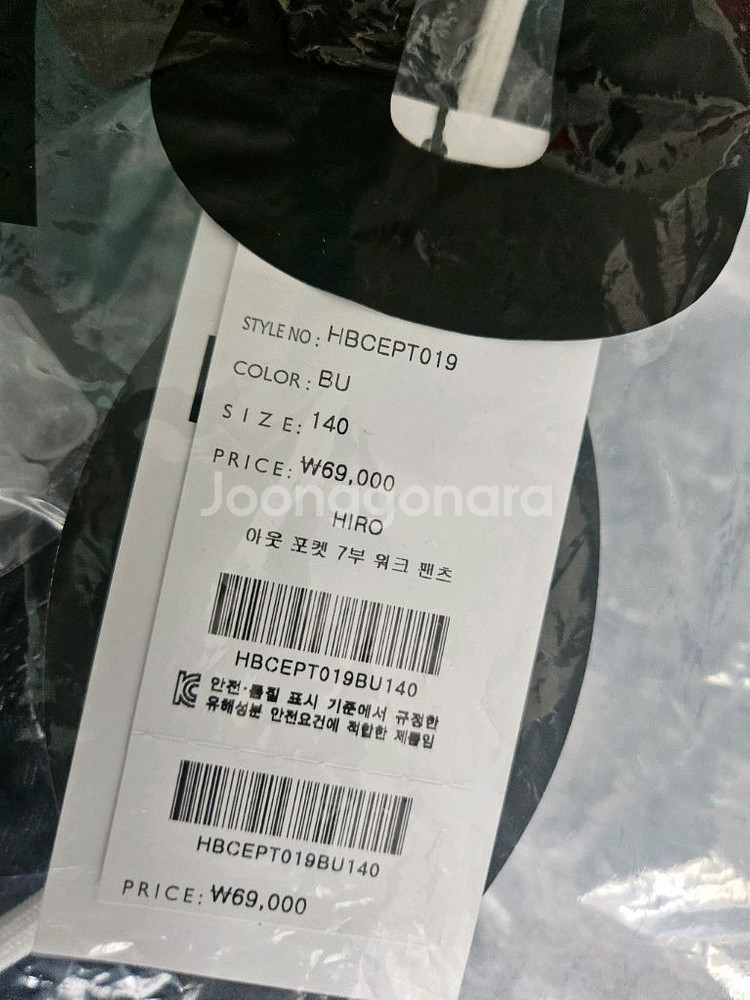 STYLE NO : HBCEPT019
COLOR : BU
SIZE : 140
PRICE : ₩69,000
Joonggonara
HIRO
아웃 포켓 7부 워크 팬츠
HBCEPT019BU140
KC 안전·품질 표시 기준에서 규정한
유해성분 안전요건에 적합한 제품임
HBCEPT019BU140
PRICE : ₩69,000